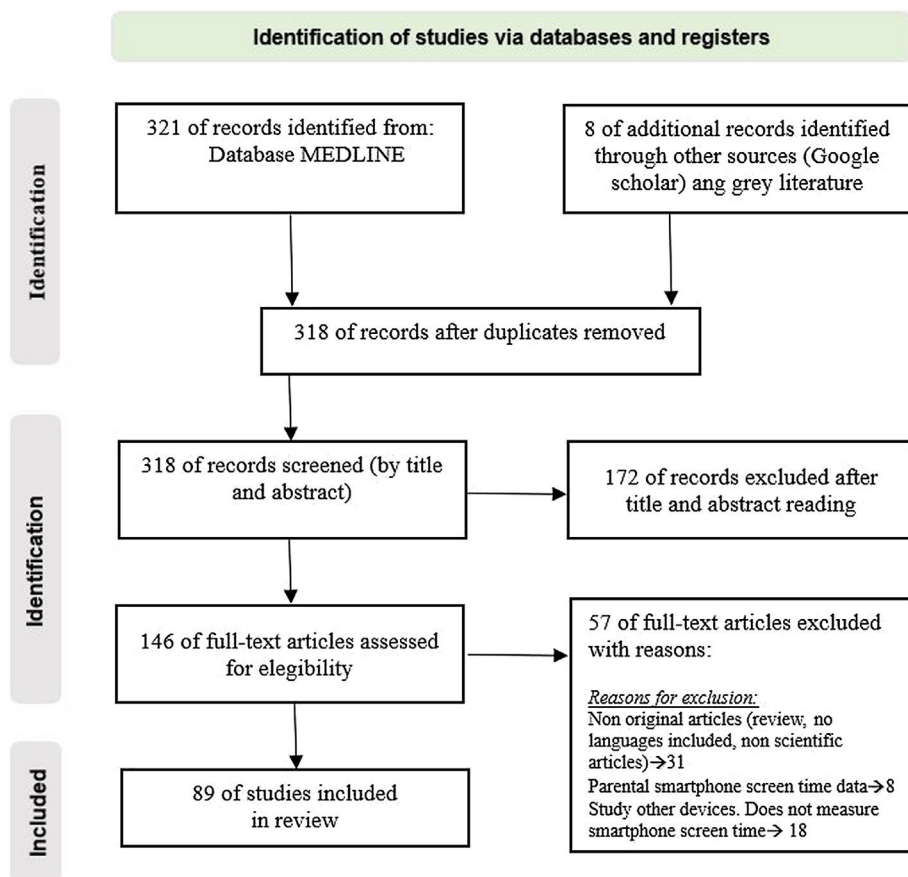 Identification of studies via databases and registers
Identification
321 of records identified from:
Database MEDLINE
8 of additional records identified
through other sources (Google
scholar) ang grey literature
318 of records after duplicates removed
Identification
318 of records screened (by title
and abstract)
172 of records excluded after
title and abstract reading
146 of full-text articles assessed
for elegibility
57 of full-text articles excluded
with reasons:
Reasons for exclusion:
Non original articles (review, no
languages included, non scientific
articles)→31
Parental smartphone screen time data→8
Study other devices. Does not measure
smartphone screen time→ 18
Included
89 of studies included
in review